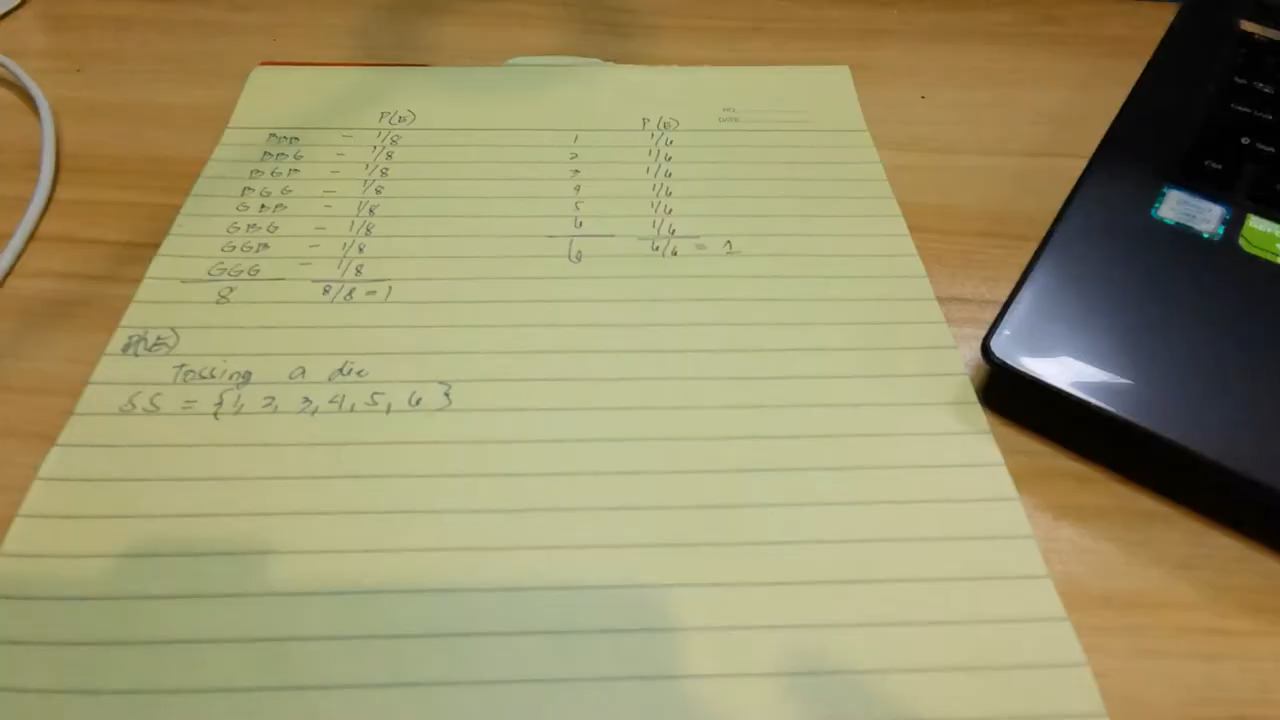 P(E)
BBB - 1/8
BBG - 1/8
BGB - 1/8
BGG - 1/8
GBB - 1/8
GBG - 1/8
GGB - 1/8
GGG - 1/8
8 8/8 = 1
P(E)
1 1/6
2 1/6
3 1/6
4 1/6
5 1/6
6 1/6
6 6/6 = 1
NO.
DATE
P(E)
Tossing a die
SS = {1, 2, 3, 4, 5, 6}